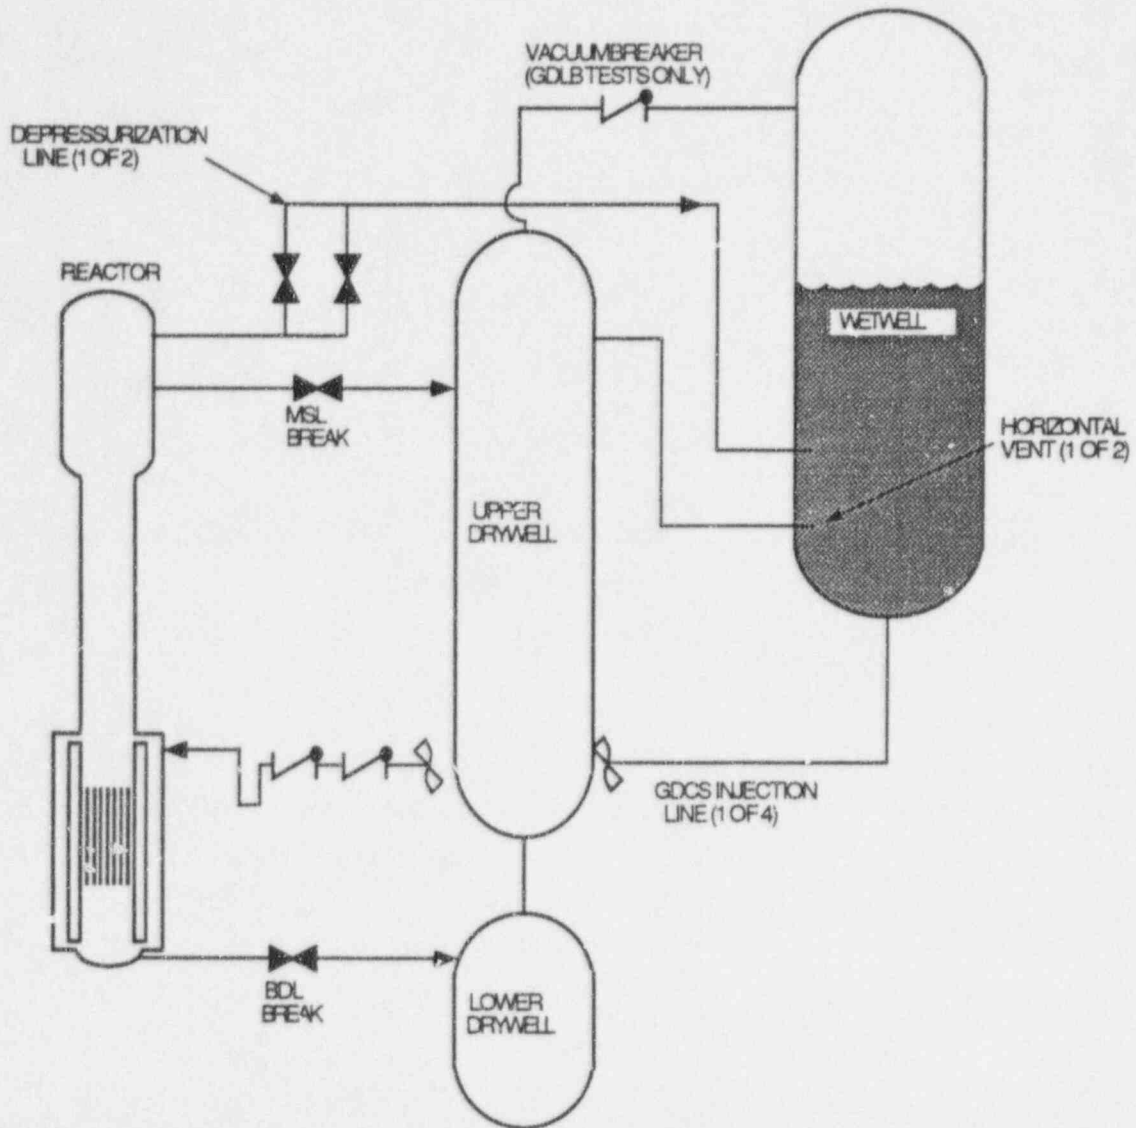 VACUUMBREAKER
(GDLB TESTS ONLY)
DEPRESSURIZATION
LINE (1 OF 2)
REACTOR
WETWELL
MSL
BREAK
HORIZONTAL
VENT (1 OF 2)
UPPER
DRYWELL
GDCS INJECTION
LINE (1 OF 4)
BDL
BREAK
LOWER
DRYWELL